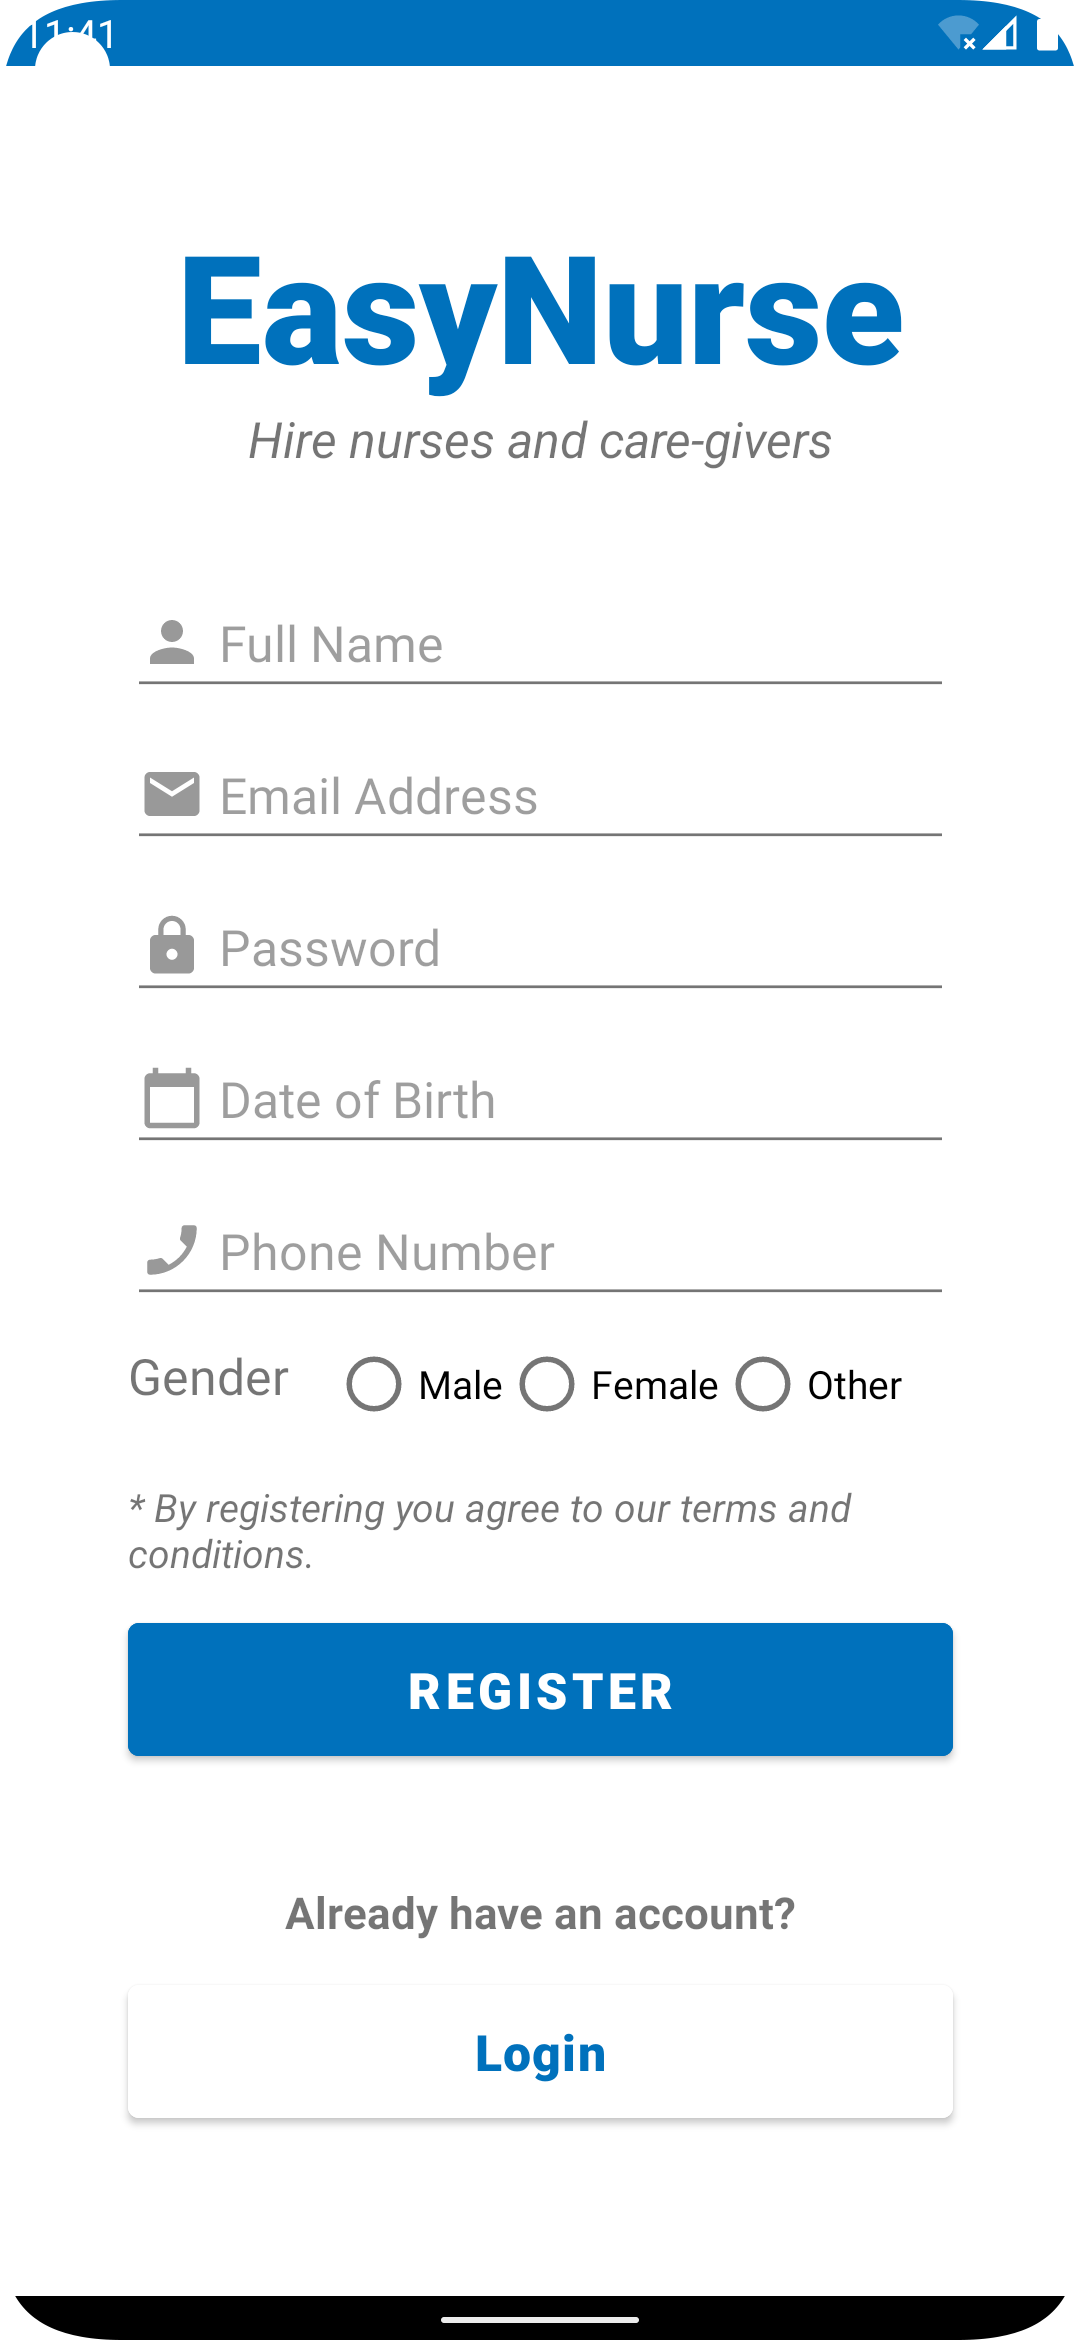 11:41
EasyNurse
Hire nurses and care-givers
Full Name
Email Address
Password
Date of Birth
Phone Number
Gender Male Female Other
* By registering you agree to our terms and
conditions.
REGISTER
Already have an account?
Login